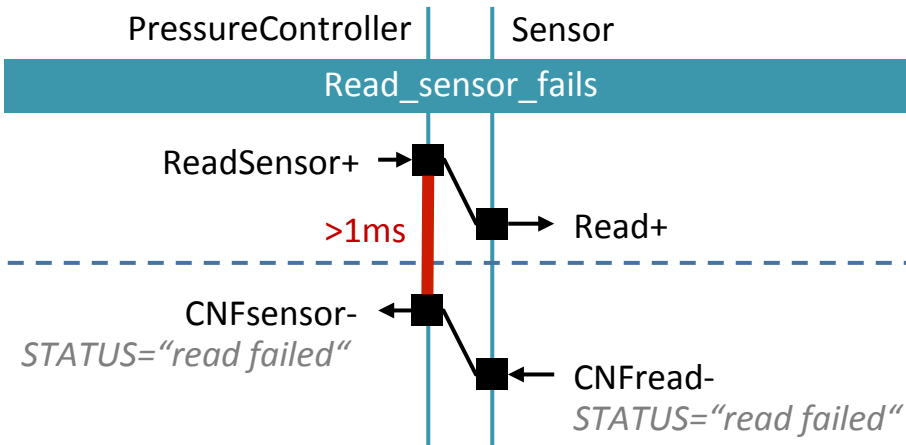 PressureController
Sensor
Read_sensor_fails
ReadSensor+
>1ms
Read+
CNFsensor-
STATUS=“read failed“
CNFread-
STATUS=“read failed“